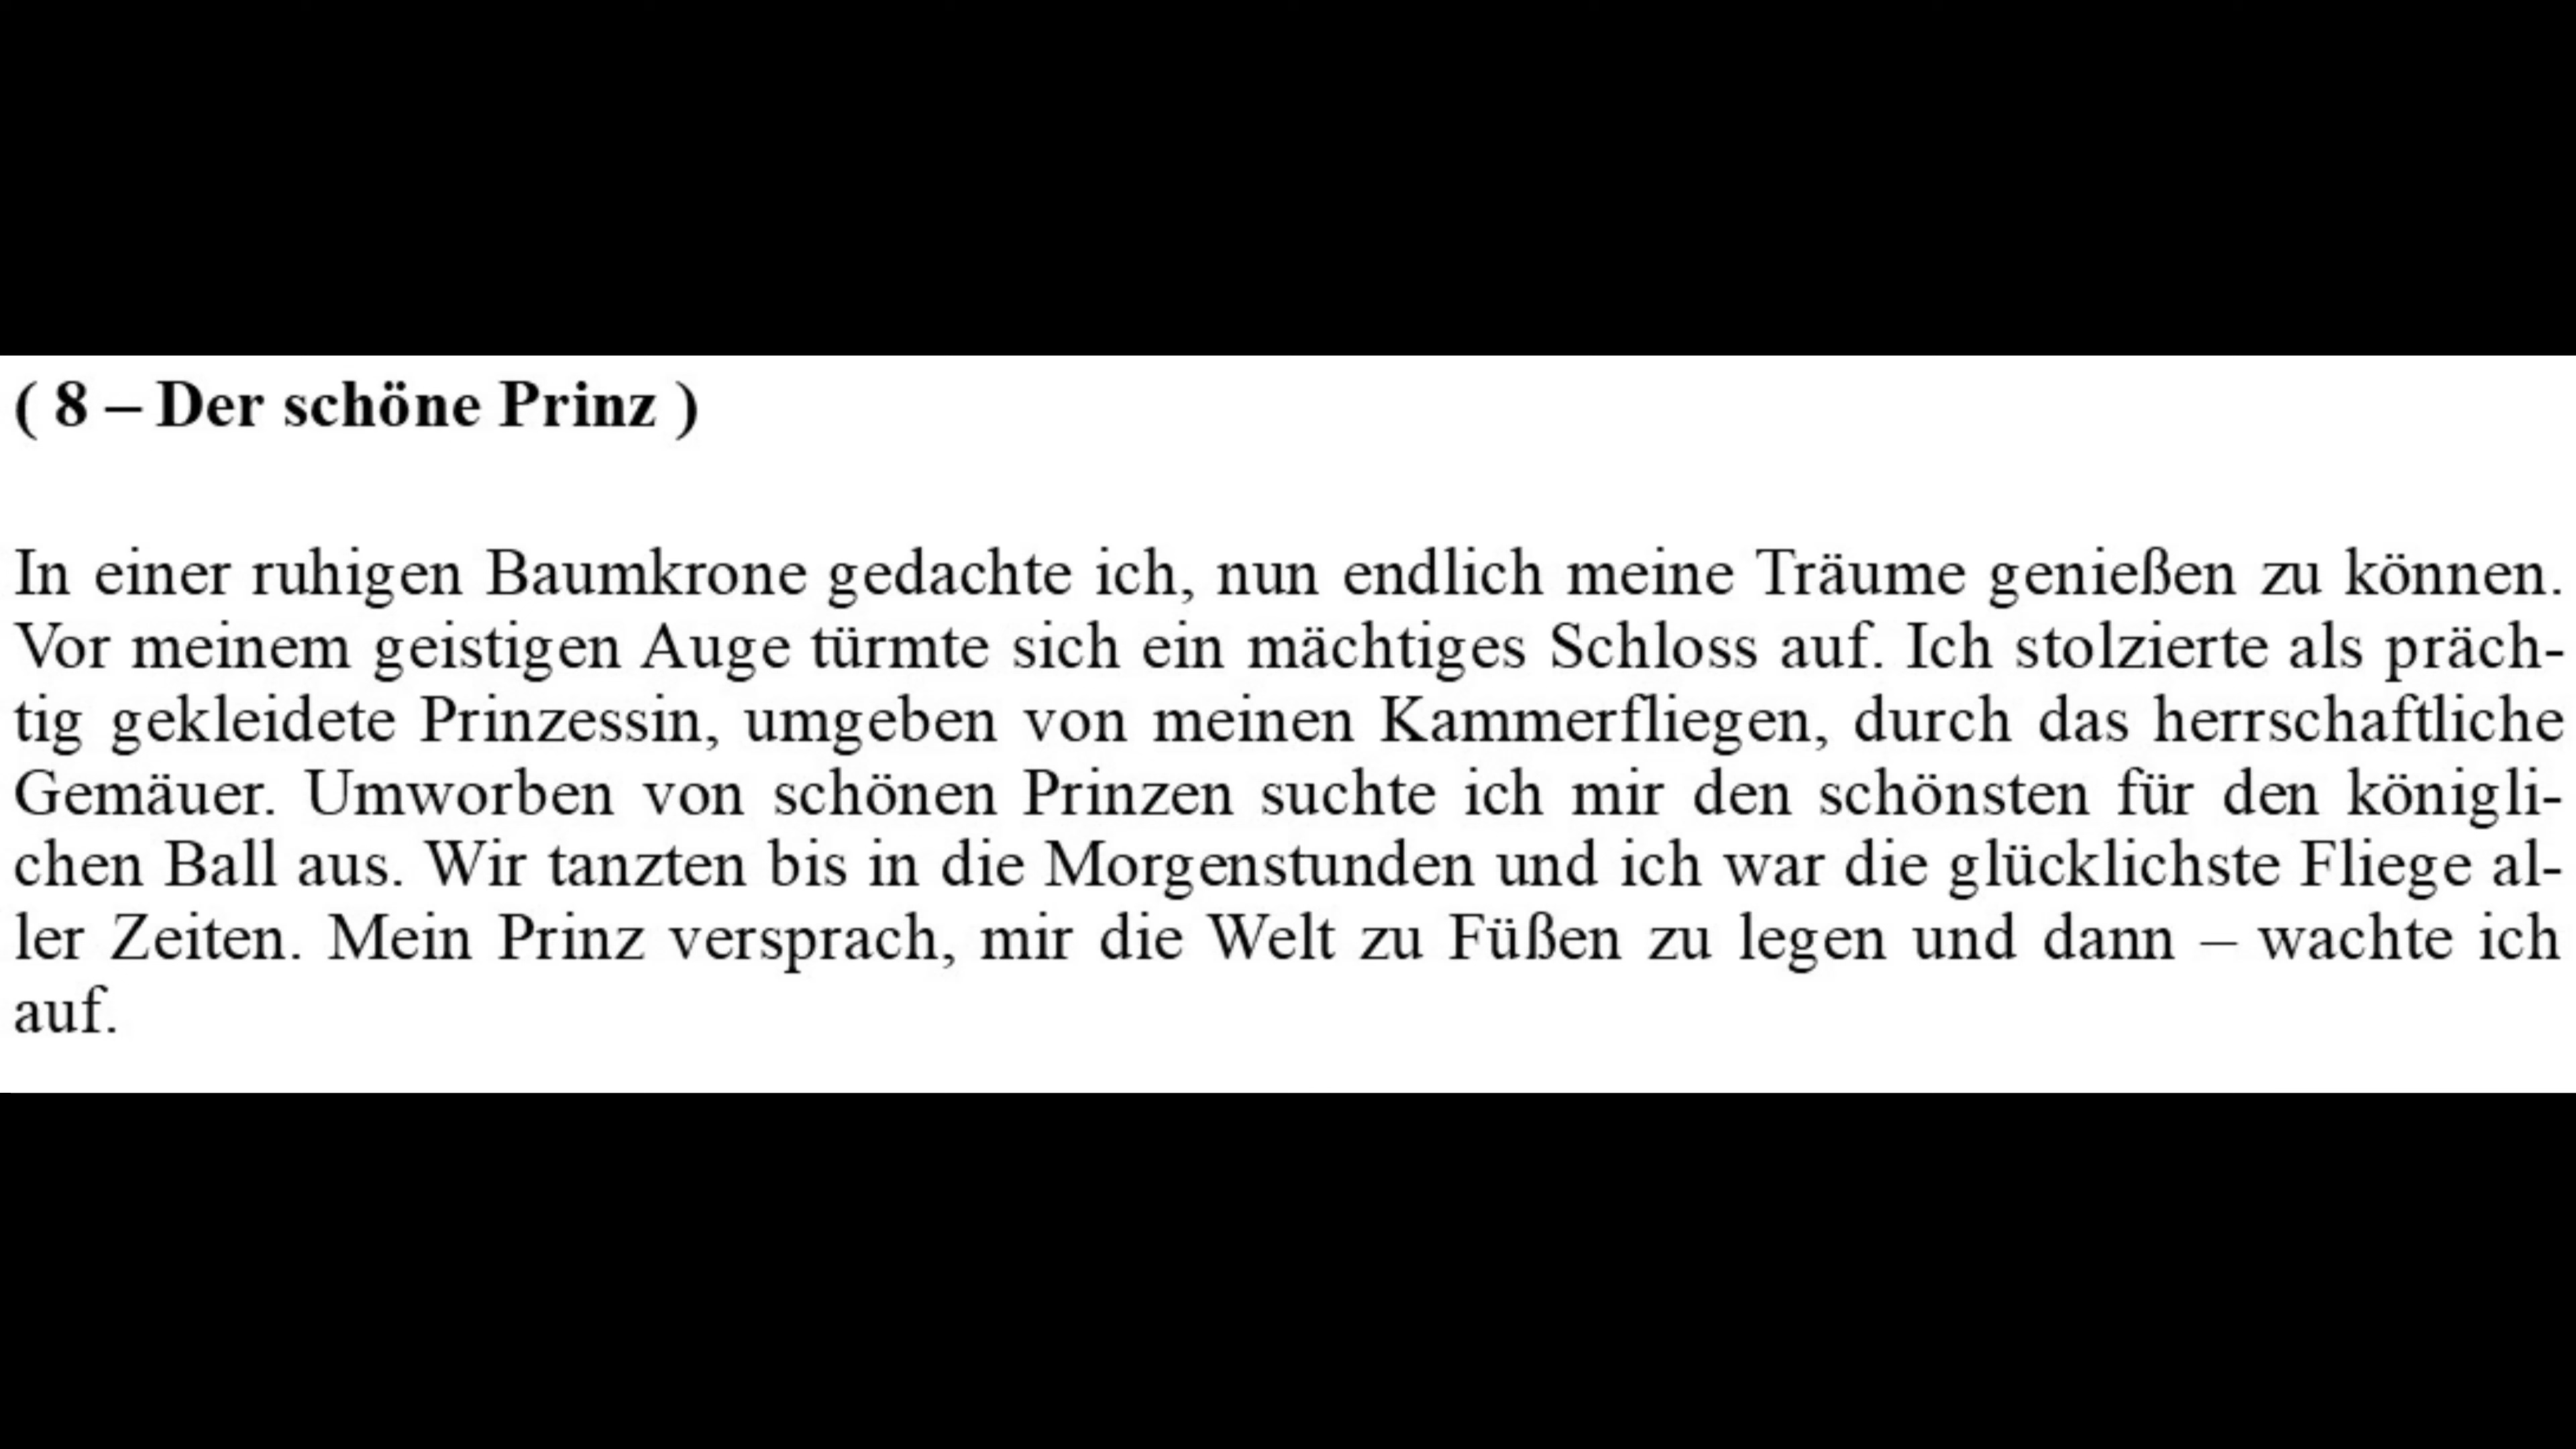 ( 8 – Der schöne Prinz )
In einer ruhigen Baumkrone gedachte ich, nun endlich meine Träume genießen zu können.
Vor meinem geistigen Auge türmte sich ein mächtiges Schloss auf. Ich stolzierte als präch-
tig gekleidete Prinzessin, umgeben von meinen Kammerfliegen, durch das herrschaftliche
Gemäuer. Umworben von schönen Prinzen suchte ich mir den schönsten für den königli-
chen Ball aus. Wir tanzten bis in die Morgenstunden und ich war die glücklichste Fliege al-
ler Zeiten. Mein Prinz versprach, mir die Welt zu Füßen zu legen und dann – wachte ich
auf.